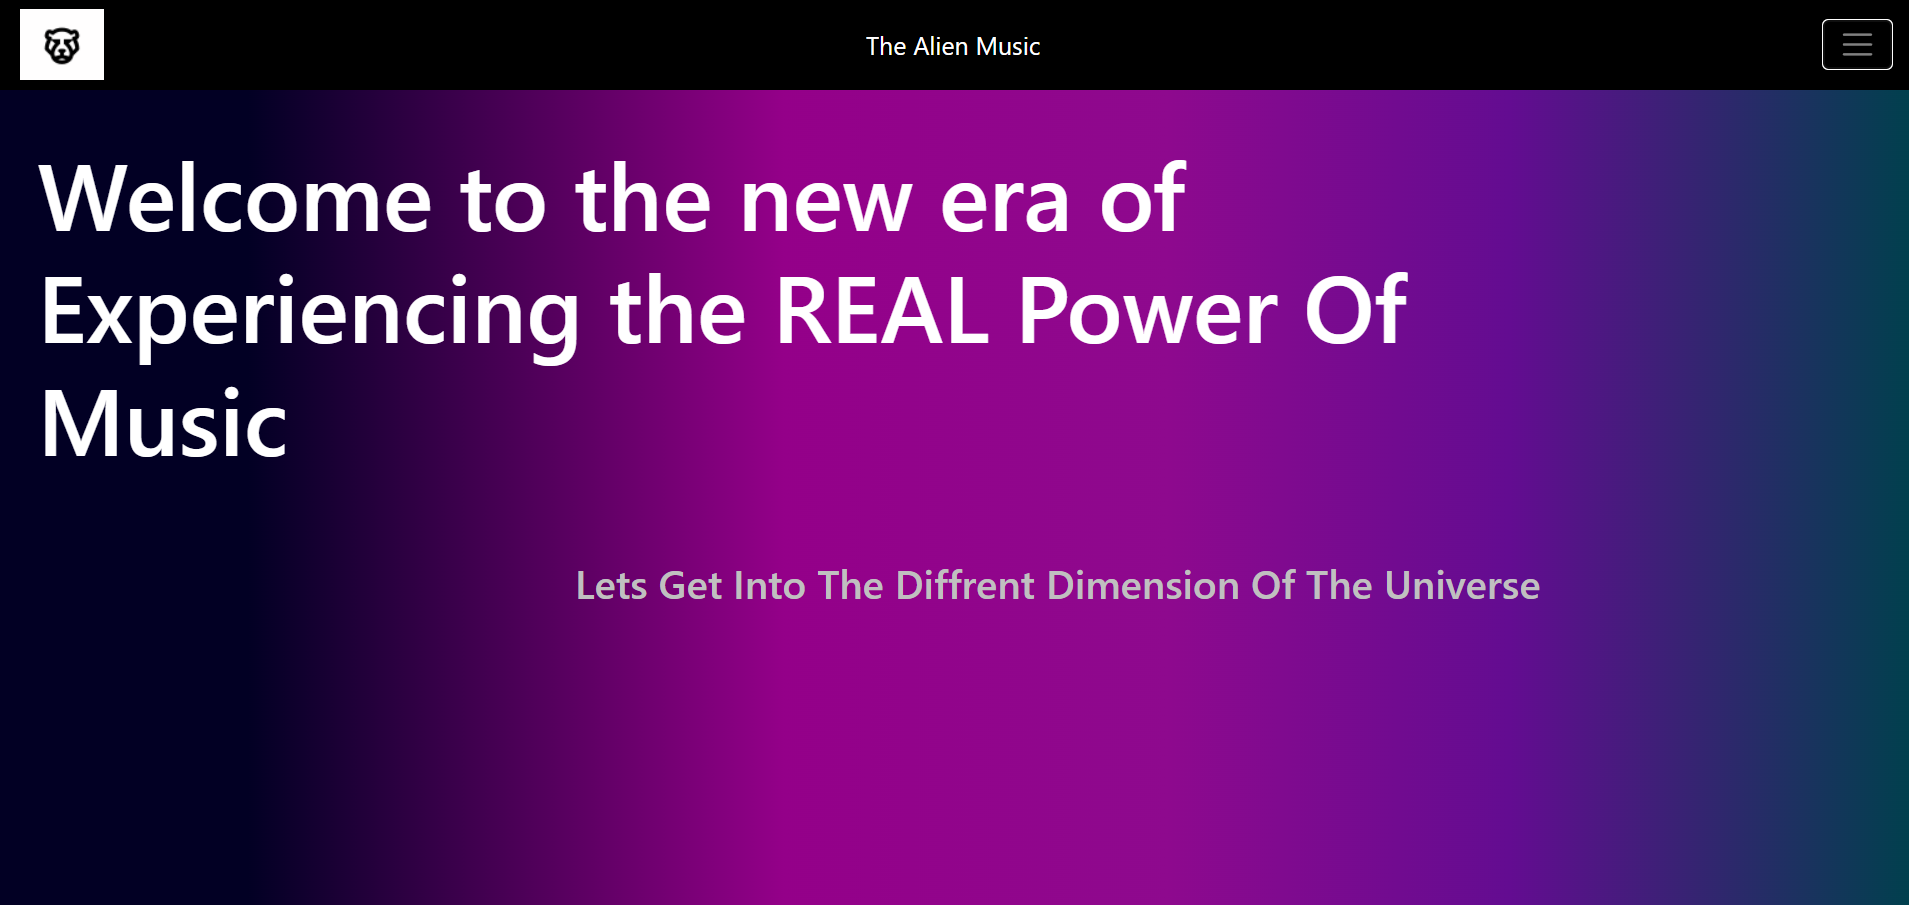 The Alien Music
Welcome to the new era of
Experiencing the REAL Power Of
Music
Lets Get Into The Diffrent Dimension Of The Universe